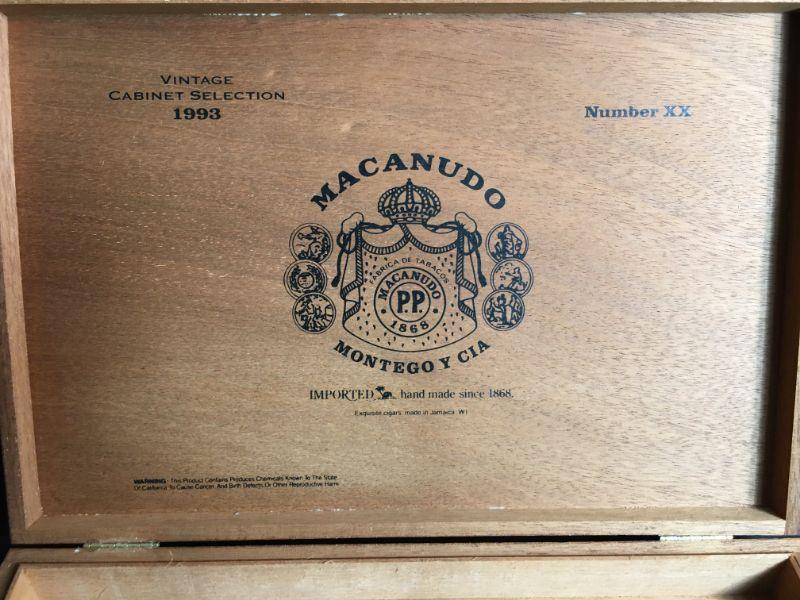 VINTAGE
CABINET SELECTION
1993
Number XX
MACANUDO
FABRICA DE TABACOS
MACANUDO
P.P.
1868
MONTEGO Y CIA
IMPORTED hand made since 1868.
Exquisite cigars made in Jamaica W I
WARNING - This Product Contains Produces Chemicals Known To The State
Of California To Cause Cancer, And Birth Defects Or Other Reproductive Harm